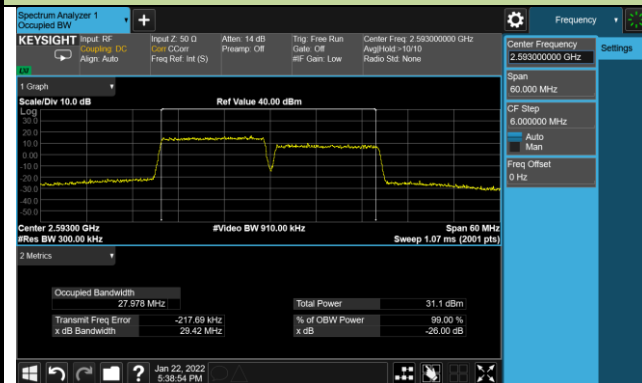 Spectrum Analyzer 1
Occupied BW
Frequency
KEYSIGHT
Input: RF
Coupling: DC
Align: Auto
Input Z: 50 Ω
Corr CCorr
Freq Ref: Int (S)
Atten: 14 dB
Preamp: Off
Trig: Free Run
Gate: Off
#IF Gain: Low
Center Freq: 2.593000000 GHz
Avg|Hold:>10/10
Radio Std: None
Center Frequency
2.593000000 GHz
Settings
Span
60.000 MHz
CF Step
6.000000 MHz
Auto
Man
Freq Offset
0 Hz
1 Graph
Scale/Div 10.0 dB
Ref Value 40.00 dBm
Log
30.0
20.0
10.0
0.00
-10.0
-20.0
-30.0
-40.0
-50.0
Center 2.59300 GHz
#Video BW 910.00 kHz
Span 60 MHz
#Res BW 300.00 kHz
Sweep 1.07 ms (2001 pts)
2 Metrics
Occupied Bandwidth
27.978 MHz
Total Power
31.1 dBm
Transmit Freq Error
-217.69 kHz
% of OBW Power
99.00 %
x dB Bandwidth
29.42 MHz
x dB
-26.00 dB
?
Jan 22, 2022
5:38:54 PM